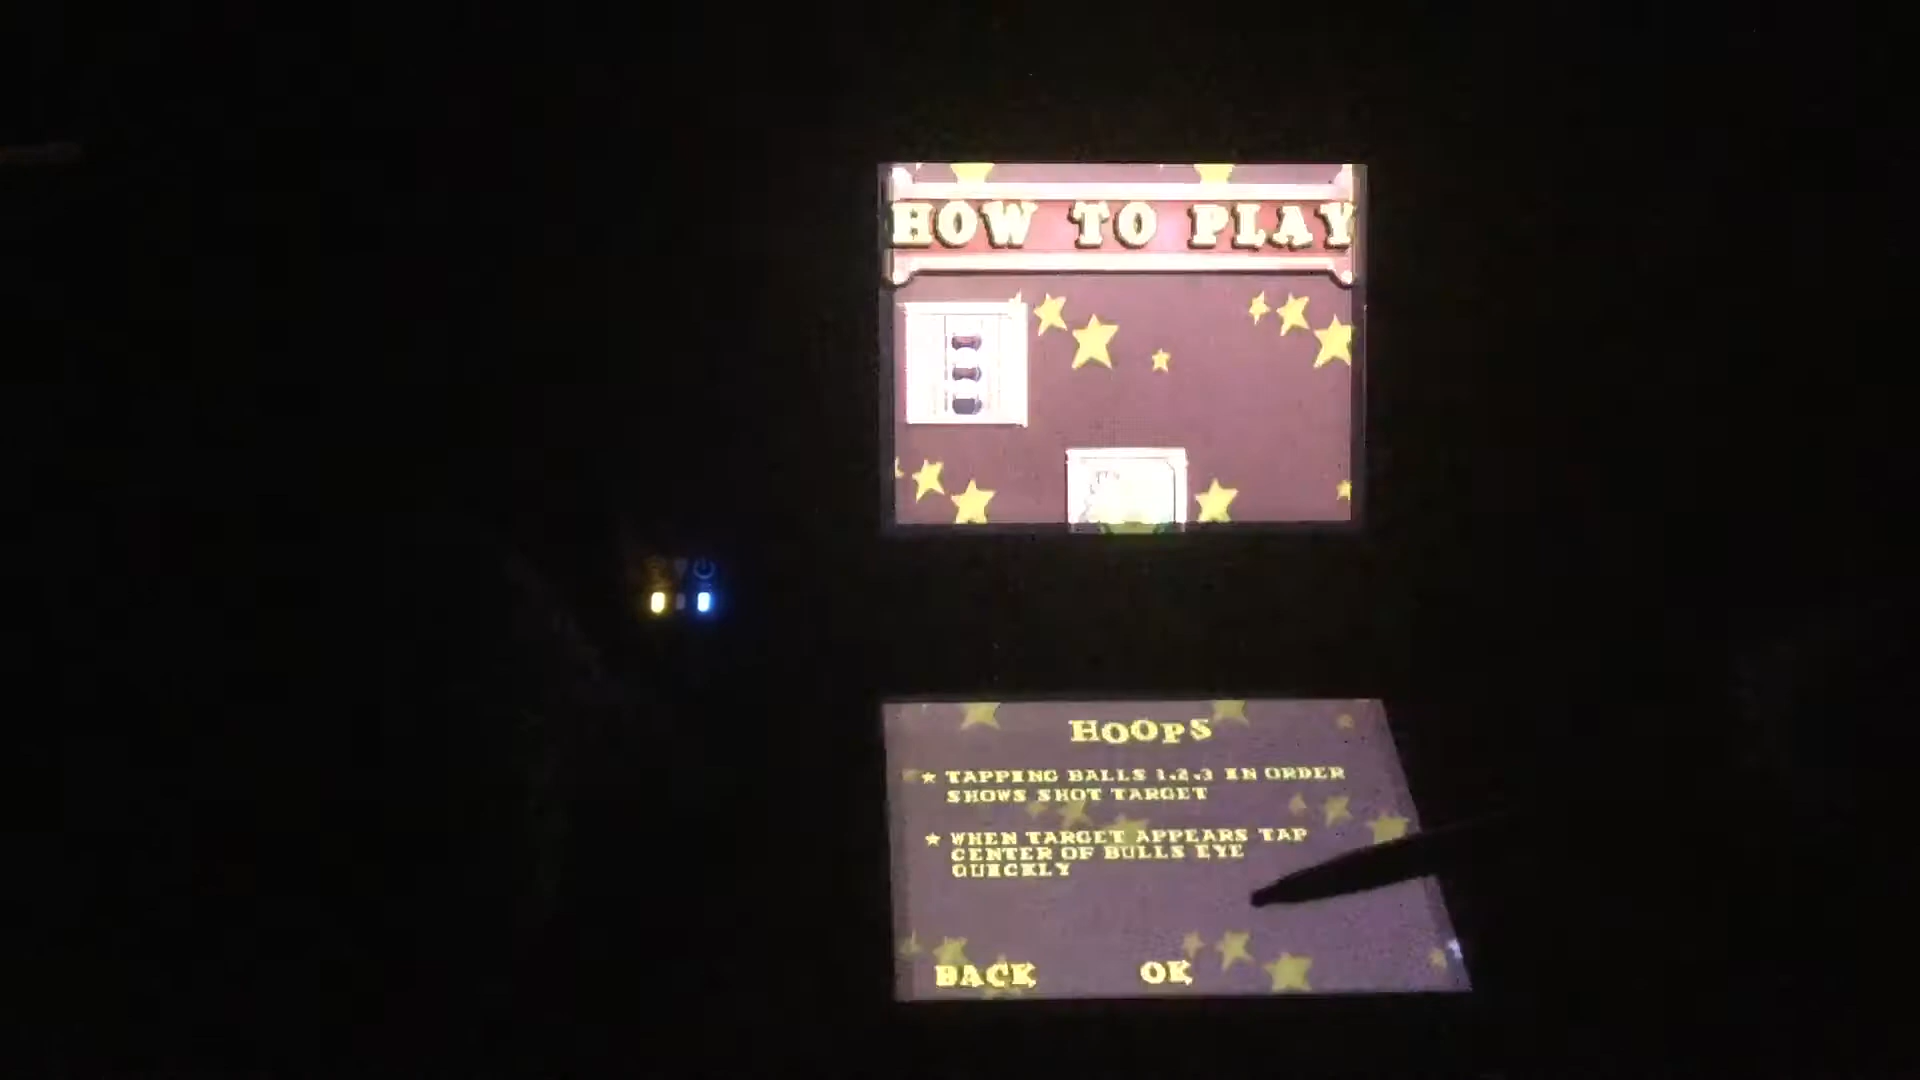 HOW TO PLAY
HOOPS
★ TAPPING BALLS 1,2,3 IN ORDER
SHOWS SHOT TARGET
★ WHEN TARGET APPEARS TAP
CENTER OF BULLS EYE
QUICKLY
BACK OK